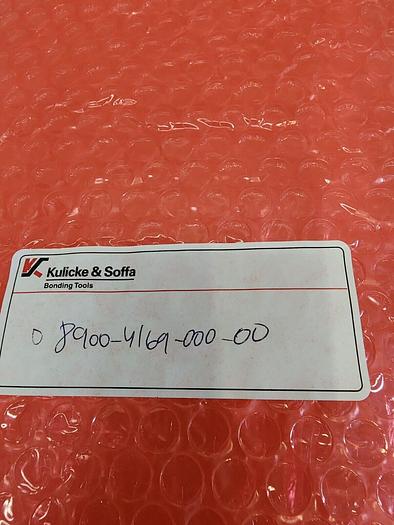 Kulicke & Soffa
Bonding Tools
0 8900-4169-000-00